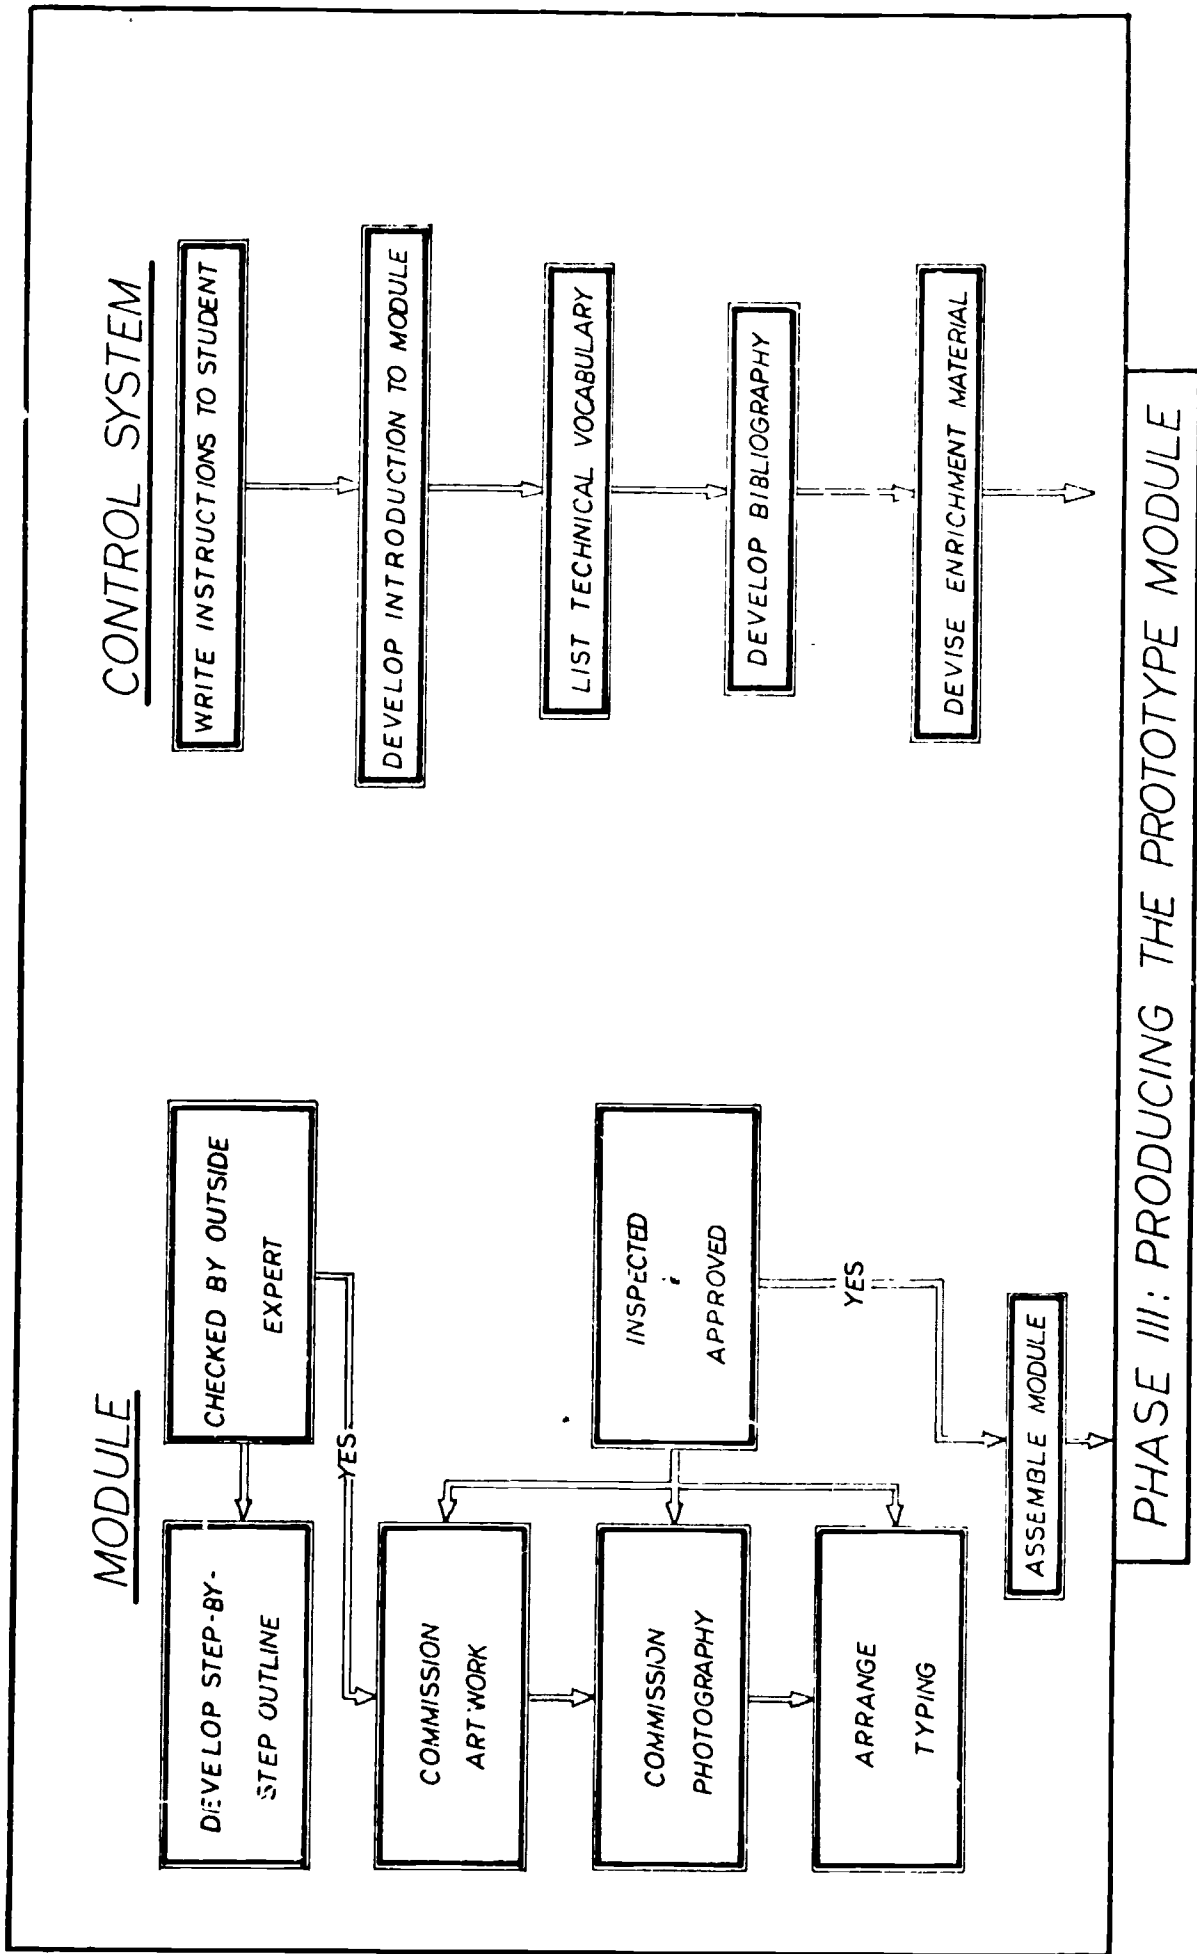 MODULE
DEVELOP STEP-BY-
STEP OUTLINE
CHECKED BY OUTSIDE
EXPERT
YES
COMMISSION
ARTWORK
COMMISSION
PHOTOGRAPHY
ARRANGE
TYPING
INSPECTED
APPROVED
YES
ASSEMBLE MODULE
CONTROL SYSTEM
WRITE INSTRUCTIONS TO STUDENT
DEVELOP INTRODUCTION TO MODULE
LIST TECHNICAL VOCABULARY
DEVELOP BIBLIOGRAPHY
DEVISE ENRICHMENT MATERIAL
PHASE III: PRODUCING THE PROTOTYPE MODULE